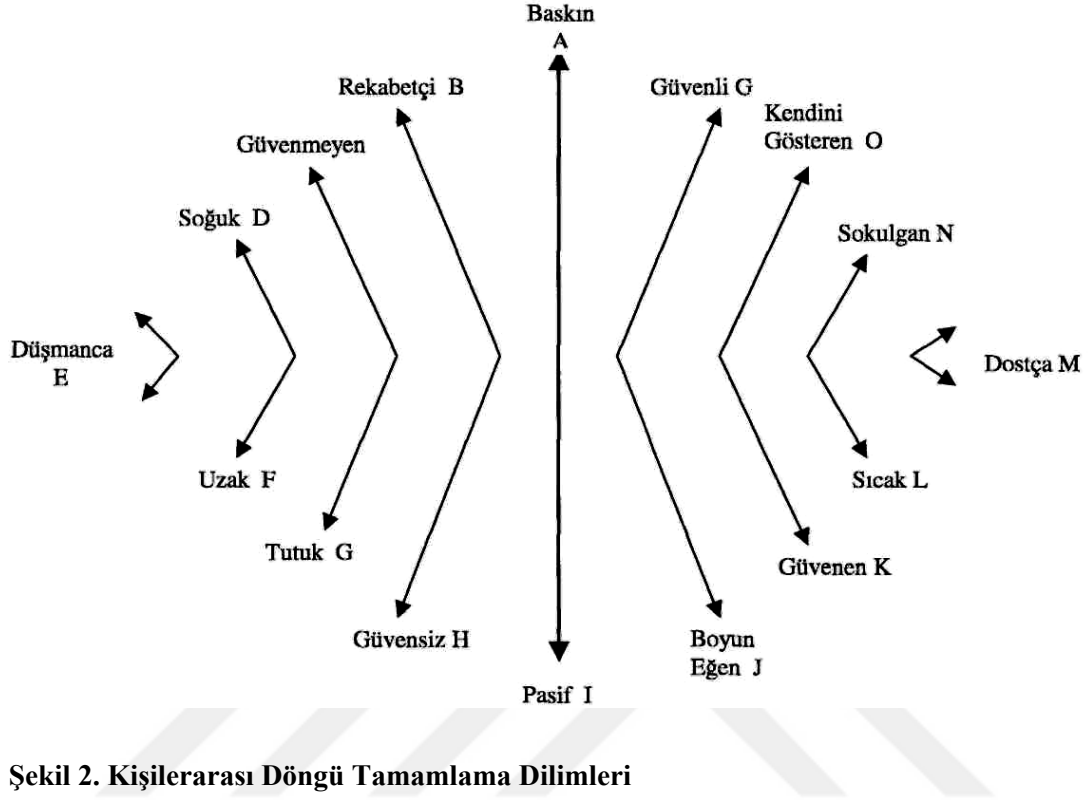 Baskın
A
Rekabetçi B
Güvenli G
Kendini
Gösteren O
Güvenmeyen
Soğuk D
Sokulgan N
Düşmanca
E
Dostça M
Uzak F
Sıcak L
Tutuk G
Güvenen K
Güvensiz H
Boyun
Eğen J
Pasif I
Şekil 2. Kişilerarası Döngü Tamamlama Dilimleri